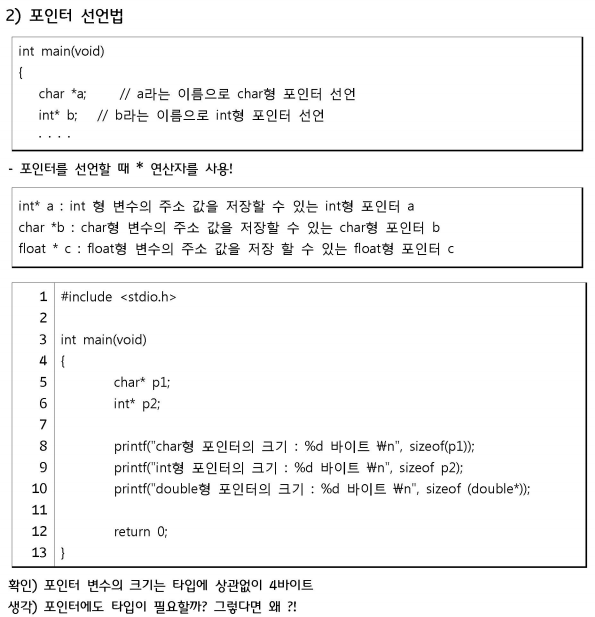 2) 포인터 선언법
int main(void)
{
char *a; // a라는 이름으로 char형 포인터 선언
int* b; // b라는 이름으로 int형 포인터 선언
. . . .
- 포인터를 선언할 때 * 연산자를 사용!
int* a : int 형 변수의 주소 값을 저장할 수 있는 int형 포인터 a
char *b : char형 변수의 주소 값을 저장할 수 있는 char형 포인터 b
float * c : float형 변수의 주소 값을 저장 할 수 있는 float형 포인터 c
1 #include <stdio.h>
2
3 int main(void)
4 {
5 char* p1;
6 int* p2;
7
8 printf("char형 포인터의 크기 : %d 바이트 ₩n", sizeof(p1));
9 printf("int형 포인터의 크기 : %d 바이트 ₩n", sizeof p2);
10 printf("double형 포인터의 크기 : %d 바이트 ₩n", sizeof (double*));
11
12 return 0;
13 }
확인) 포인터 변수의 크기는 타입에 상관없이 4바이트
생각) 포인터에도 타입이 필요할까? 그렇다면 왜 ?!